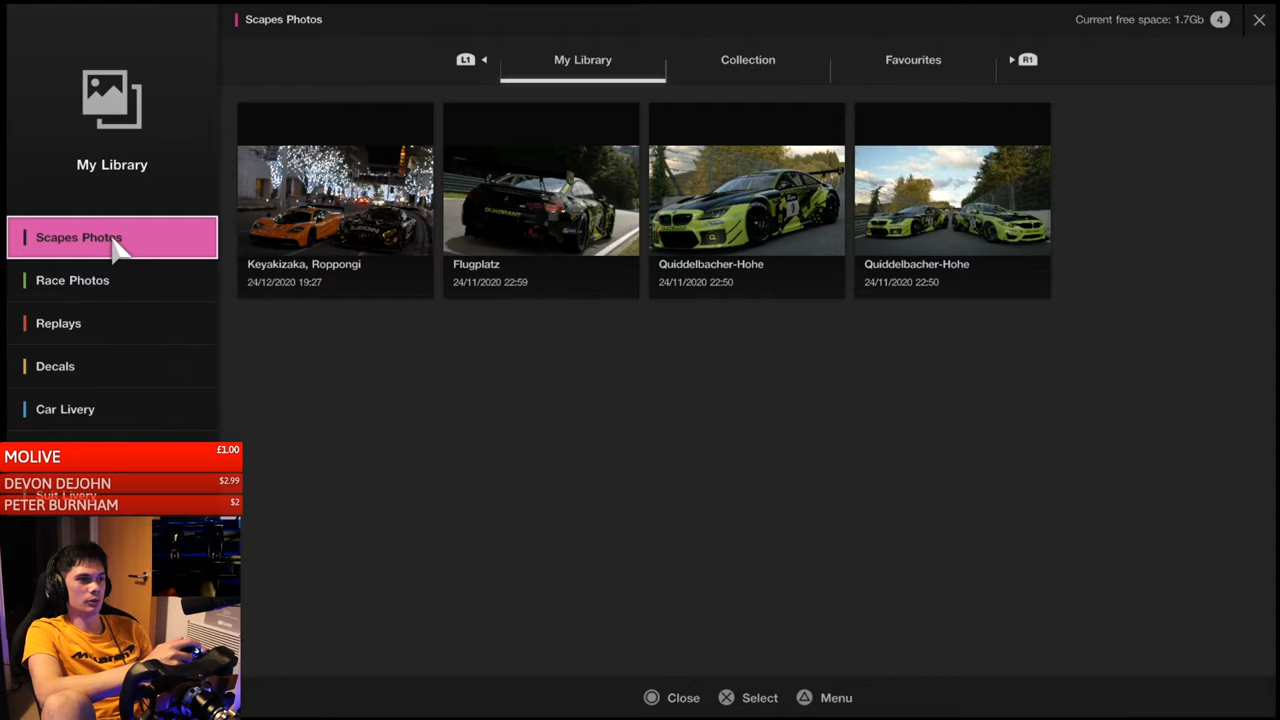 Scapes Photos
Current free space: 1.7Gb 4
My Library
L1 My Library Collection Favourites R1
Scapes Photos
Race Photos
Replays
Decals
Car Livery
Suit Livery
Keyakizaka, Roppongi
24/12/2020 19:27
Flugplatz
24/11/2020 22:59
Quiddelbacher-Hohe
24/11/2020 22:50
Quiddelbacher-Hohe
24/11/2020 22:50
MOLIVE £1.00
DEVON DEJOHN $2.99
PETER BURNHAM $2
McLaren
Close Select Menu